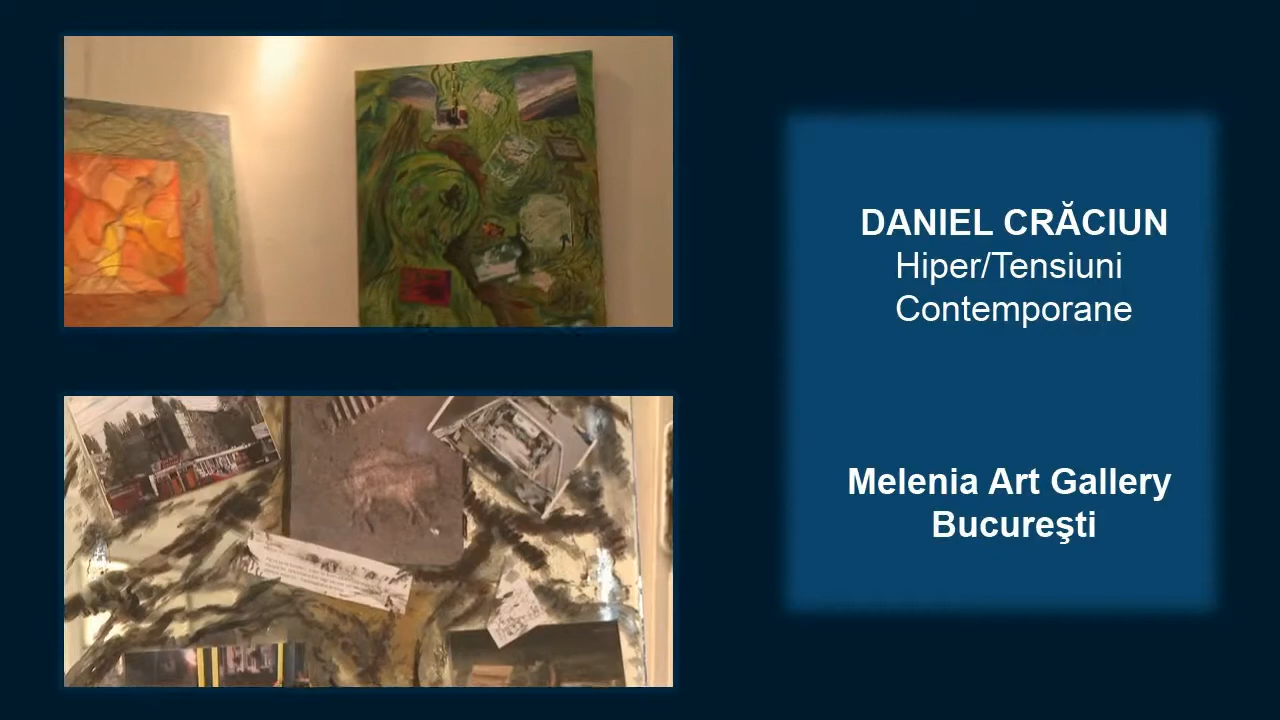 DANIEL CRĂCIUN
Hiper/Tensiuni
Contemporane
Melenia Art Gallery
Bucureşti